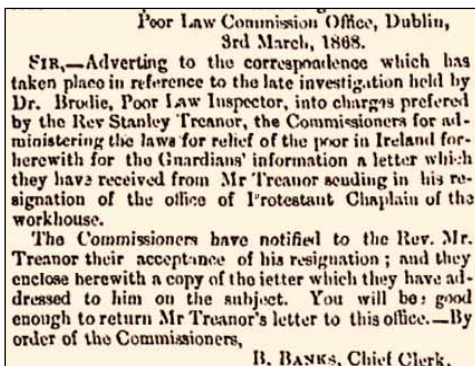 Poor Law Commission Office, Dublin,
3rd March, 1868.
SIR,—Adverting to the correspondence which has
taken place in reference to the late investigation held by
Dr. Brodie, Poor Law Inspector, into charges prefered
by the Rev Stanley Treanor, the Commissioners for ad-
ministering the laws for relief of the poor in Ireland for-
herewith for the Guardians' information a letter which
they have received from Mr Treanor sending in his re-
signation of the office of Protestant Chaplain of the
workhouse.
The Commissioners have notified to the Rev. Mr.
Treanor their acceptance of his resignation; and they
enclose herewith a copy of the letter which they have ad-
dressed to him on the subject. You will be good
enough to return Mr Treanor's letter to this office.—By
order of the Commissioners,
B. BANKS, Chief Clerk.